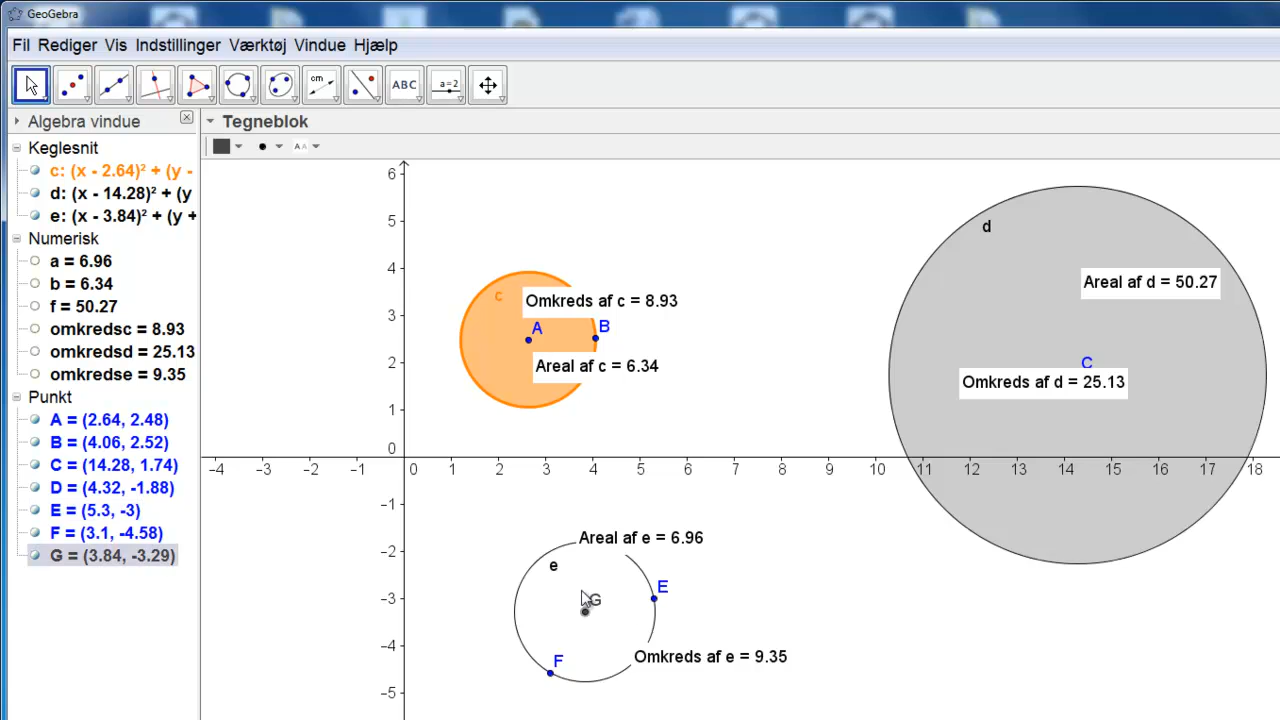 GeoGebra
Fil Rediger Vis Indstillinger Værktøj Vindue Hjælp
cm ABC a=2
Algebra vindue
Tegneblok
A A
Keglesnit
c: (x - 2.64)² + (y -
d: (x - 14.28)² + (y
e: (x - 3.84)² + (y +
Numerisk
a = 6.96
b = 6.34
f = 50.27
omkredsc = 8.93
omkredsd = 25.13
omkredse = 9.35
Punkt
A = (2.64, 2.48)
B = (4.06, 2.52)
C = (14.28, 1.74)
D = (4.32, -1.88)
E = (5.3, -3)
F = (3.1, -4.58)
G = (3.84, -3.29)
6
5
4
3
2
1
0
-1
-2
-3
-4
-5
-4 -3 -2 -1 0 1 2 3 4 5 6 7 8 9 10 11 12 13 14 15 16 17 18
c
Omkreds af c = 8.93
A
B
Areal af c = 6.34
d
Areal af d = 50.27
C
Omkreds af d = 25.13
Areal af e = 6.96
e
E
G
F
Omkreds af e = 9.35